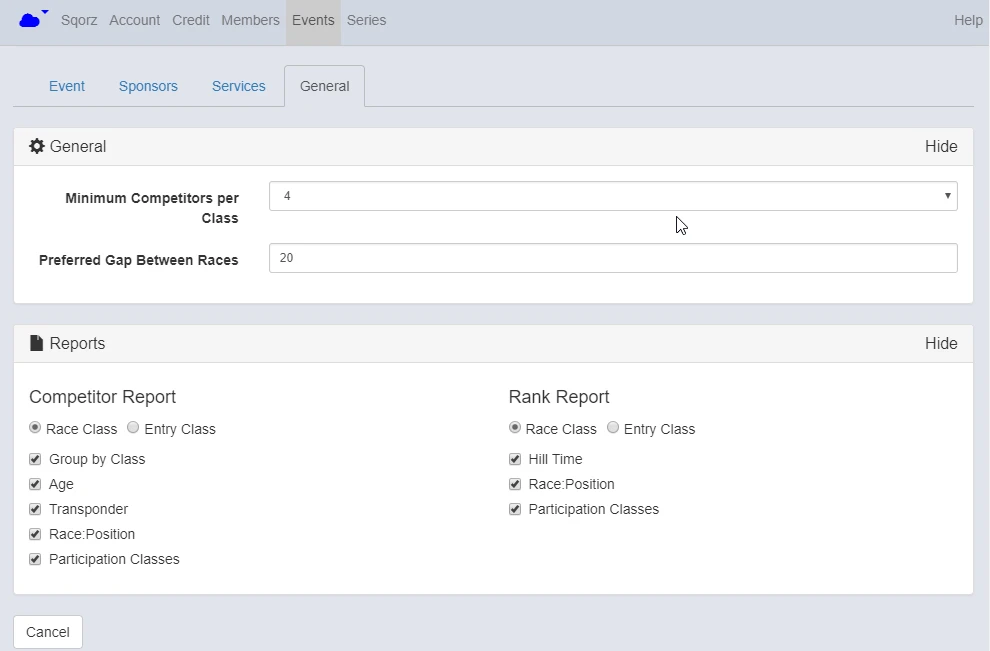 Sqorz Account Credit Members Events Series Help
Event Sponsors Services General
General Hide
Minimum Competitors per 4
Class
Preferred Gap Between Races 20
Reports Hide
Competitor Report Rank Report
Race Class Entry Class Race Class Entry Class
Group by Class Hill Time
Age Race:Position
Transponder Participation Classes
Race:Position
Participation Classes
Cancel